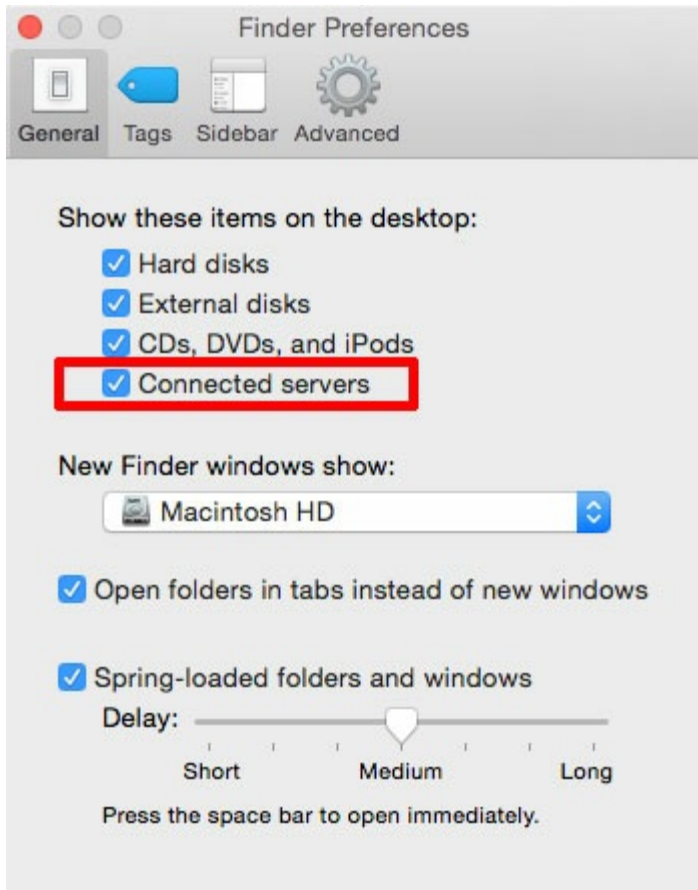 Finder Preferences
General Tags Sidebar Advanced
Show these items on the desktop:
Hard disks
External disks
CDs, DVDs, and iPods
Connected servers
New Finder windows show:
Macintosh HD
Open folders in tabs instead of new windows
Spring-loaded folders and windows
Delay:
Short Medium Long
Press the space bar to open immediately.